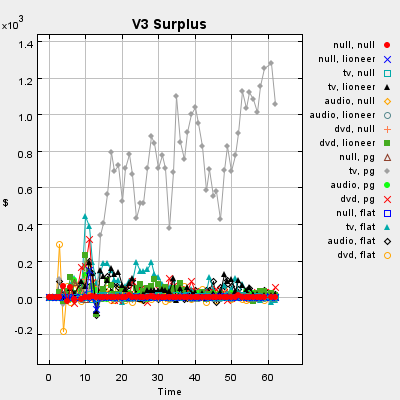 V3 Surplus
×10³
1.4
1.2
1.0
0.8
0.6
0.4
0.2
0.0
-0.2
$
0 10 20 30 40 50 60
Time
null, null
null, lioneer
tv, null
tv, lioneer
audio, null
audio, lioneer
dvd, null
dvd, lioneer
null, pg
tv, pg
audio, pg
dvd, pg
null, flat
tv, flat
audio, flat
dvd, flat